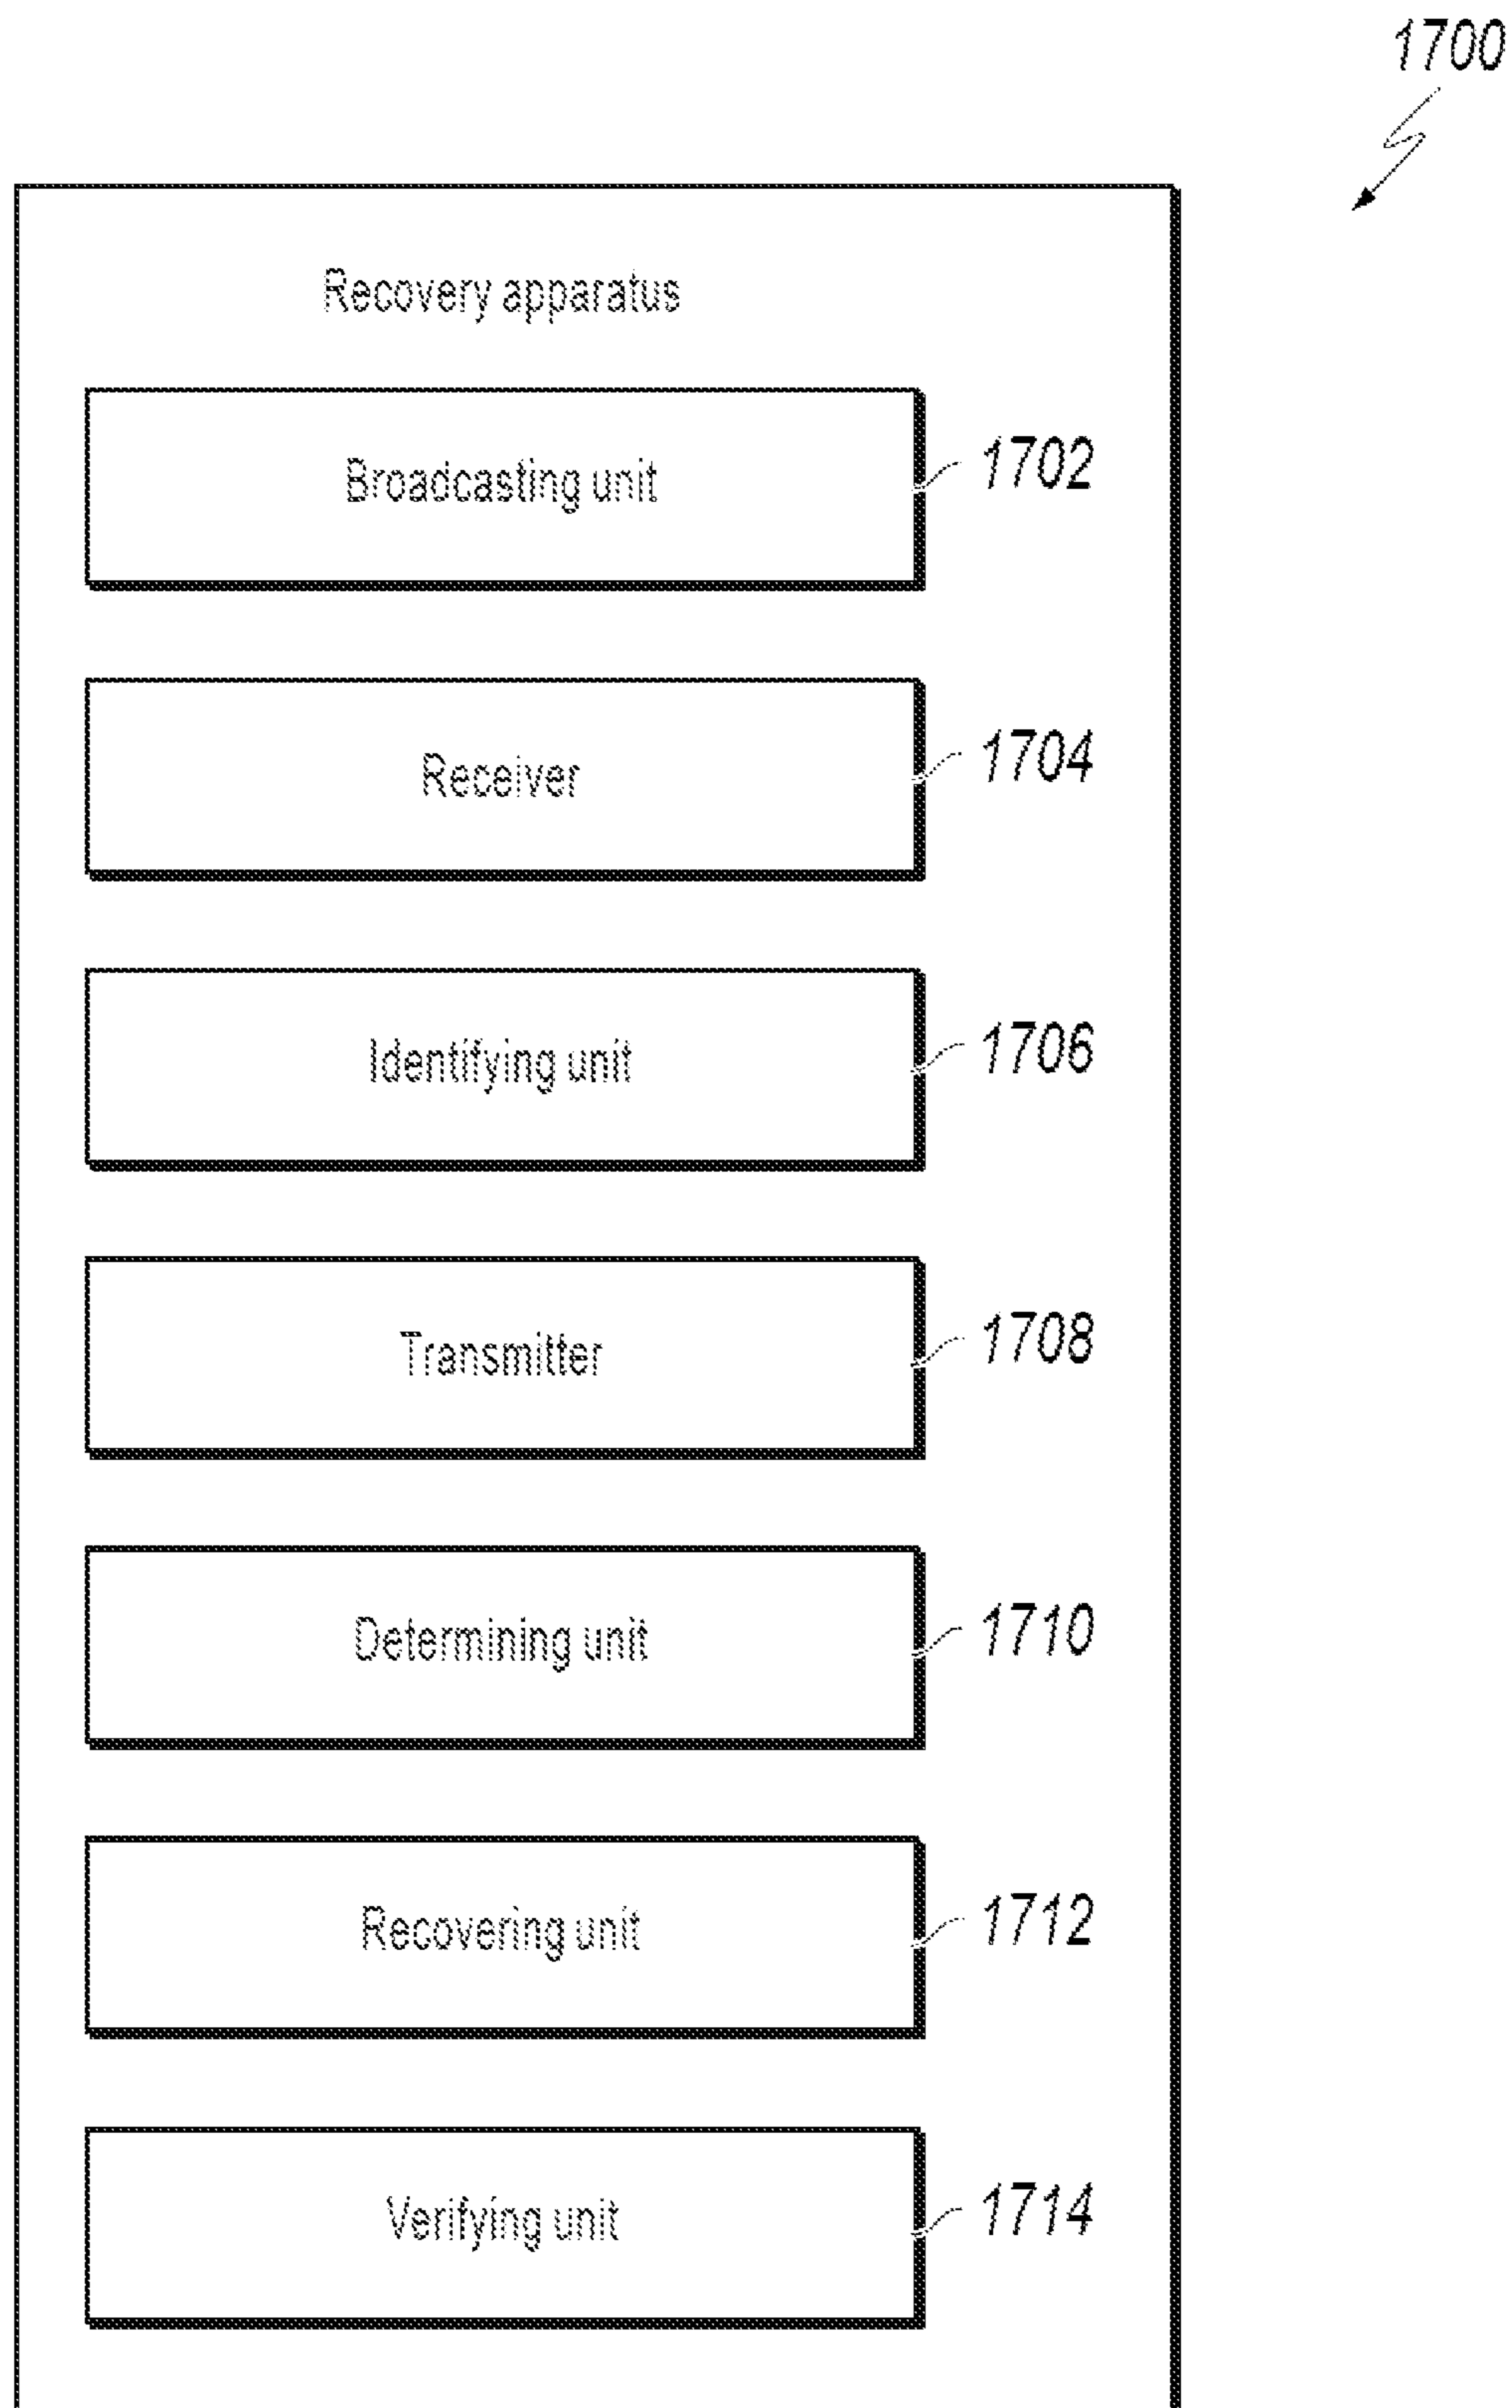 1700
Recovery apparatus
Broadcasting unit
1702
Receiver
1704
Identifying unit
1706
Transmitter
1708
Determining unit
1710
Recovering unit
1712
Verifying unit
1714